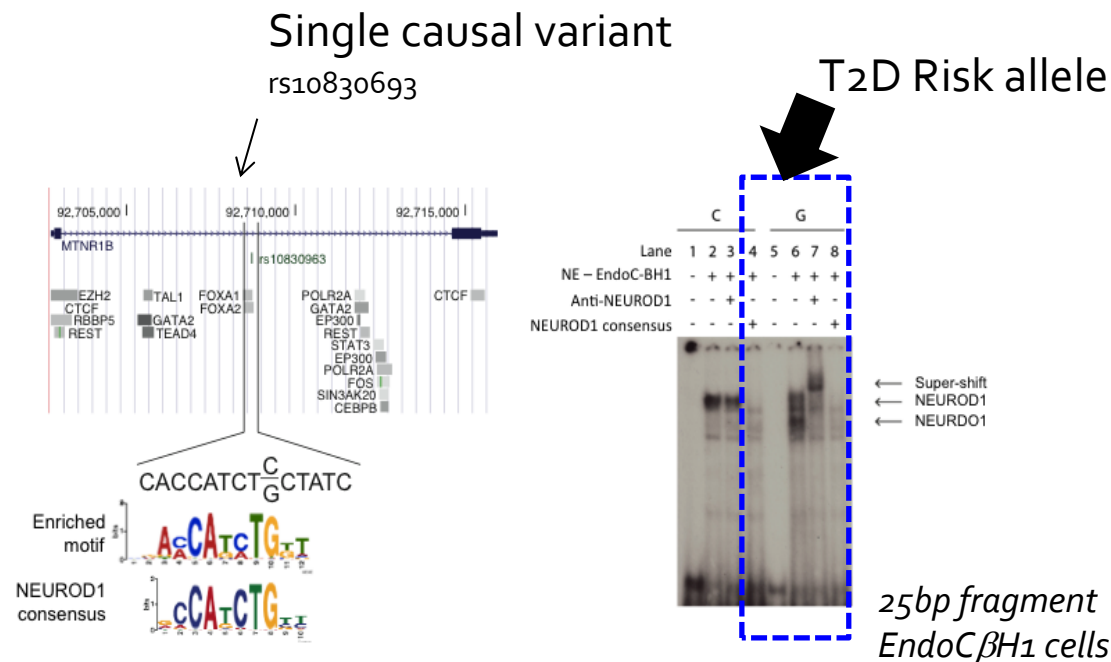 Single causal variant
rs10830693
T2D Risk allele
92,705,000
92,710,000
92,715,000
MTNR1B
rs10830963
EZH2
TAL1
FOXA1
POLR2A
CTCF
CTCF
GATA2
FOXA2
GATA2
RBBP5
TEAD4
EP300
REST
REST
STAT3
EP300
POLR2A
FOS
SIN3AK20
CEBPB
CACCATCT C/G CTATC
Enriched
motif
NEUROD1
consensus
bits
bits
C G
Lane 1 2 3 4 5 6 7 8
NE – EndoC-BH1 - + + + - + + +
Anti-NEUROD1 - - + - - - + -
NEUROD1 consensus - - - + - - - +
Super-shift
NEUROD1
NEURDO1
25bp fragment
EndoCβH1 cells